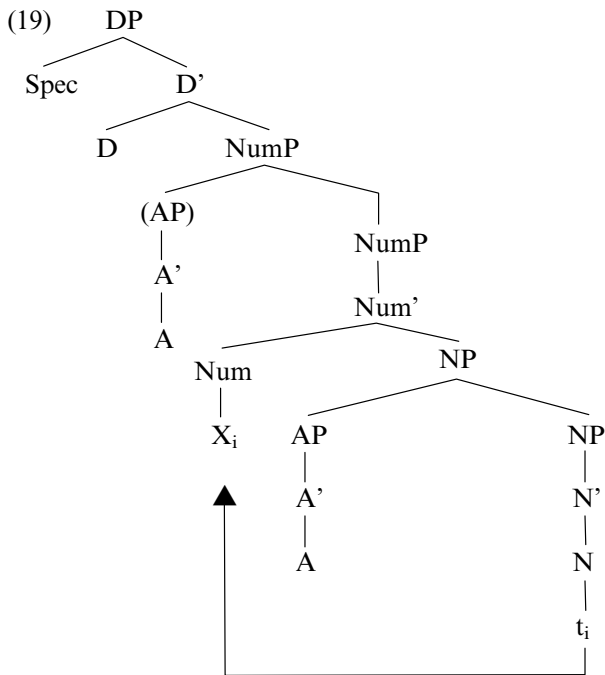 (19) DP
Spec D’
D NumP
(AP)
NumP
A’
Num’
A
Num NP
Xi AP NP
A’ N’
A N
ti